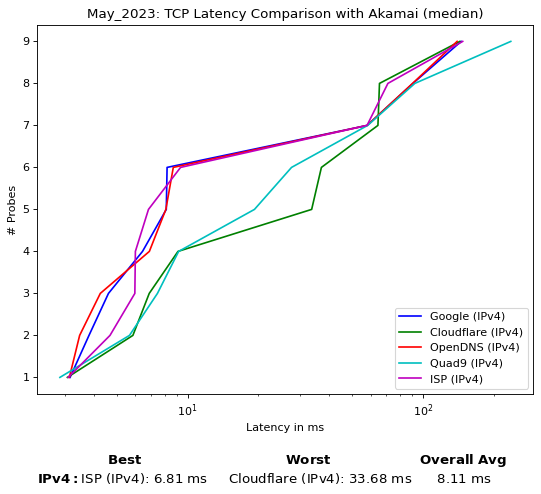 May_2023: TCP Latency Comparison with Akamai (median)
# Probes
9
8
7
6
5
4
3
2
1
Google (IPv4)
Cloudflare (IPv4)
OpenDNS (IPv4)
Quad9 (IPv4)
ISP (IPv4)
10¹ 10²
Latency in ms
Best Worst Overall Avg
IPv4: ISP (IPv4): 6.81 ms Cloudflare (IPv4): 33.68 ms 8.11 ms